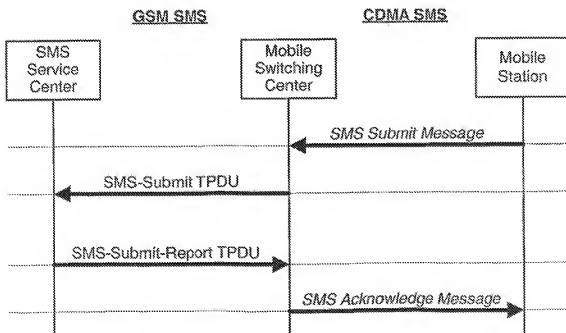 GSM SMS
CDMA SMS
SMS
Service
Center
Mobile
Switching
Center
Mobile
Station
SMS Submit Message
SMS-Submit TPDU
SMS-Submit-Report TPDU
SMS Acknowledge Message